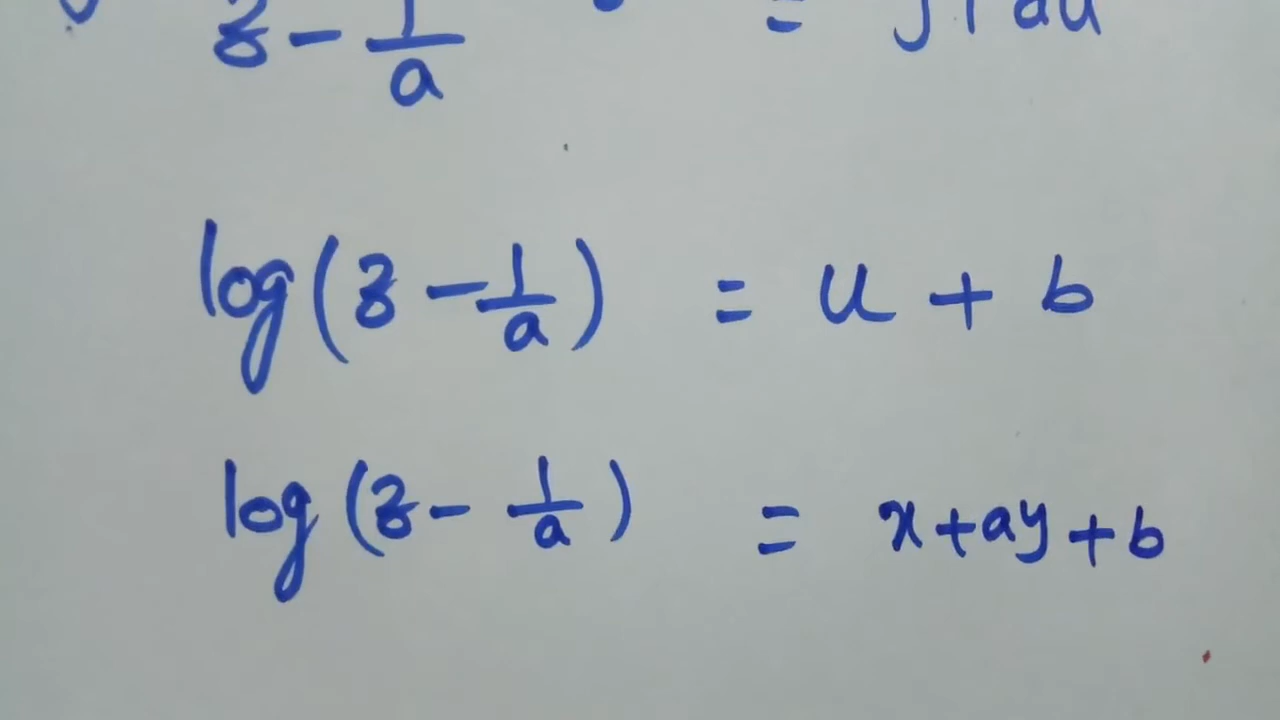 z - 1/a = ∫1 du
log(z - 1/a) = u + b
log(z - 1/a) = x+ay+b